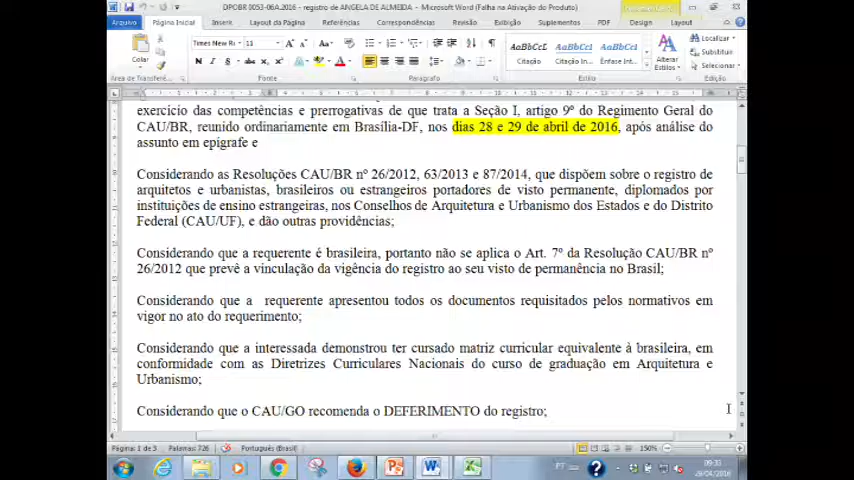 DPOBR 0053-06A.2016 - registro de ANGELA DE ALMEIDA - Microsoft Word (Falha na Ativação do Produto)
Arquivo Página Inicial Inserir Layout da Página Referências Correspondências Revisão Exibição Suplementos PDF Design Layout
Times New Ro 11
Colar
AaBbCcL AaBbCcI AaBbCcI
Citação Citação Ênfase Int...
Alterar
Localizar
Substituir
Selecionar
Área de Transferên... Fonte Parágrafo Estilo Edição
exercício das competências e prerrogativas de que trata a Seção I, artigo 9º do Regimento Geral do
CAU/BR, reunido ordinariamente em Brasília-DF, nos dias 28 e 29 de abril de 2016, após análise do
assunto em epígrafe e
Considerando as Resoluções CAU/BR nº 26/2012, 63/2013 e 87/2014, que dispõem sobre o registro de
arquitetos e urbanistas, brasileiros ou estrangeiros portadores de visto permanente, diplomados por
instituições de ensino estrangeiras, nos Conselhos de Arquitetura e Urbanismo dos Estados e do Distrito
Federal (CAU/UF), e dão outras providências;
Considerando que a requerente é brasileira, portanto não se aplica o Art. 7º da Resolução CAU/BR nº
26/2012 que prevê a vinculação da vigência do registro ao seu visto de permanência no Brasil;
Considerando que a  requerente apresentou todos os documentos requisitados pelos normativos em
vigor no ato do requerimento;
Considerando que a interessada demonstrou ter cursado matriz curricular equivalente à brasileira, em
conformidade com as Diretrizes Curriculares Nacionais do curso de graduação em Arquitetura e
Urbanismo;
Considerando que o CAU/GO recomenda o DEFERIMENTO do registro;
Página: 1 de 3 Palavras: 726 Português (Brasil) 150%
PT 09:33
29/04/2016